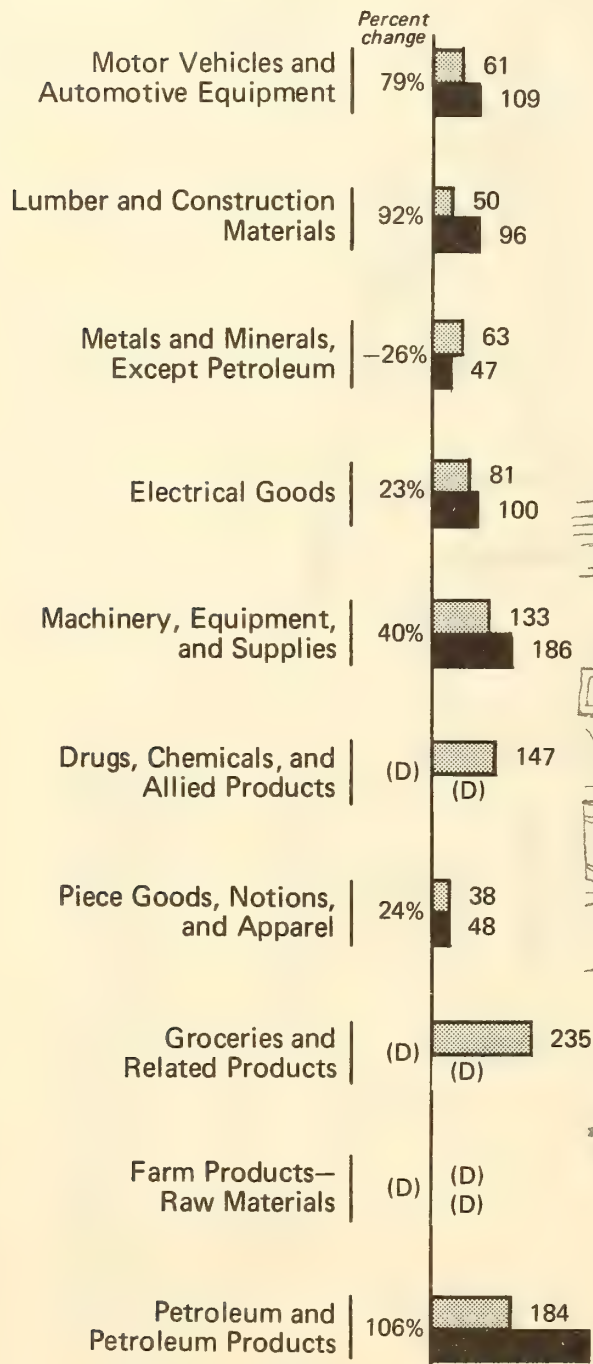 Percent
change
Motor Vehicles and
Automotive Equipment
79%
61
109
Lumber and Construction
Materials
92%
50
96
Metals and Minerals,
Except Petroleum
–26%
63
47
Electrical Goods
23%
81
100
Machinery, Equipment,
and Supplies
40%
133
186
Drugs, Chemicals, and
Allied Products
(D)
147
(D)
Piece Goods, Notions,
and Apparel
24%
38
48
Groceries and
Related Products
(D)
235
(D)
Farm Products—
Raw Materials
(D)
(D)
(D)
Petroleum and
Petroleum Products
106%
184